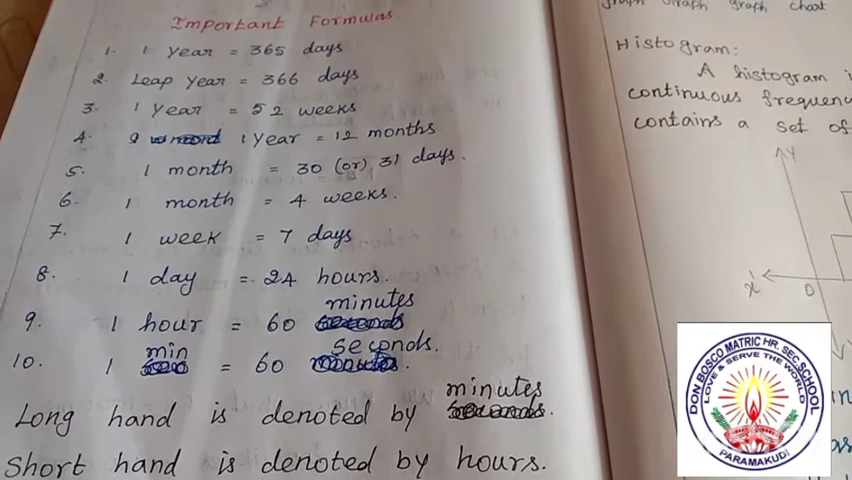 Important Formulas
1. 1 Year = 365 days
2. Leap Year = 366 days
3. 1 Year = 52 weeks
4. 1 Year = 12 months
5. 1 month = 30 (or) 31 days.
6. 1 month = 4 weeks.
7. 1 week = 7 days
8. 1 day = 24 hours.
9. 1 hour = 60 minutes
10. 1 min = 60 seconds.
Long hand is denoted by minutes.
Short hand is denoted by hours.
graph graph chart
Histogram:
A histogram i
continuous frequenc
contains a set of
Y
X' O
DON BOSCO MATRIC HR. SEC SCHOOL
LOVE & SERVE THE WORLD
PARAMAKUDI